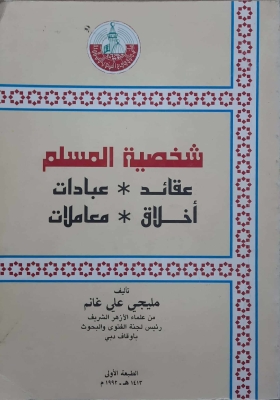 شخصية المسلم
عقائد * عبادات
أخلاق * معاملات
تأليف
مليجي علي غانم
من علماء الأزهر الشريف
رئيس لجنة الفتوى والبحوث
بأوقاف دبي
الطبعة الأولى
١٤١٣ هـ - ١٩٩٢ م